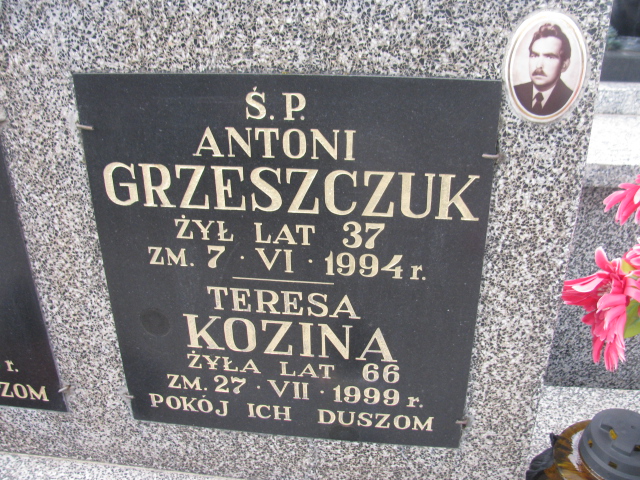 Ś. P.
ANTONI
GRZESZCZUK
ŻYŁ LAT 37
ZM. 7 · VI · 1994 r.
TERESA
KOZINA
ŻYŁA LAT 66
ZM. 27 · VII · 1999 r.
POKÓJ ICH DUSZOM
r.